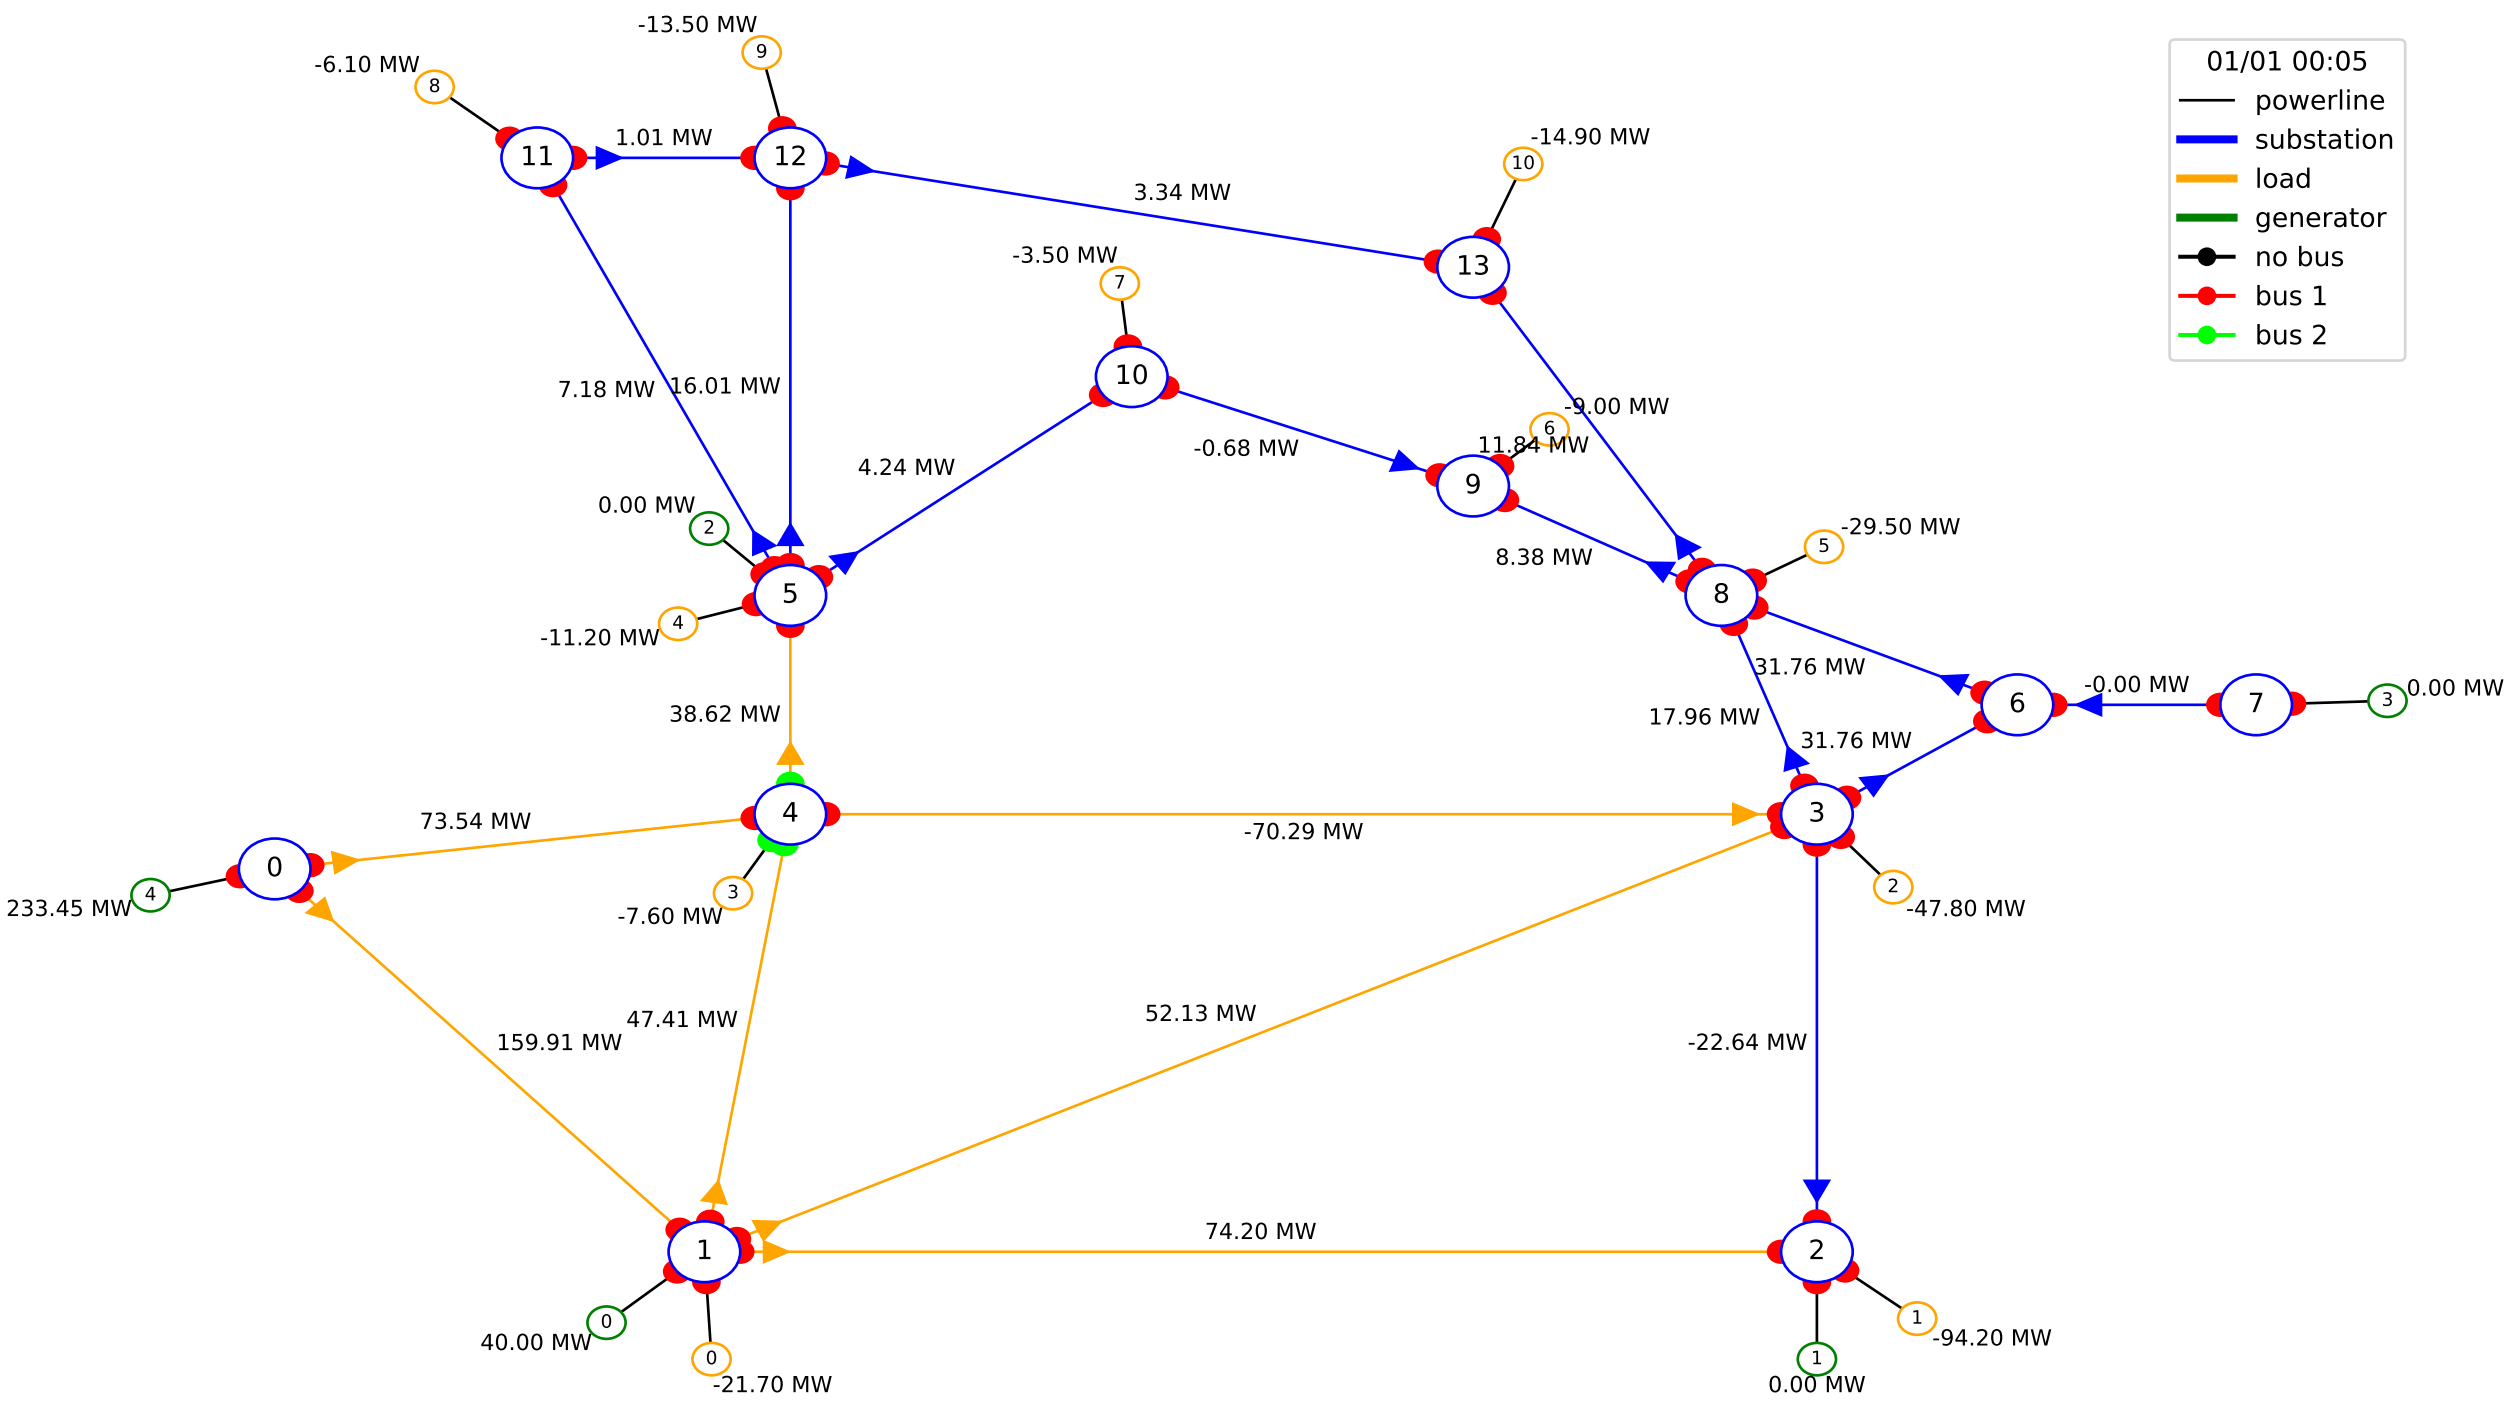 -13.50 MW
9
-6.10 MW
8
01/01 00:05
powerline
substation
load
generator
no bus
bus 1
bus 2
11
1.01 MW
12
-14.90 MW
10
3.34 MW
13
-3.50 MW
7
10
7.18 MW
16.01 MW
-9.00 MW
6
11.84 MW
-0.68 MW
4.24 MW
9
0.00 MW
2
-29.50 MW
5
8.38 MW
5
8
4
-11.20 MW
31.76 MW
-0.00 MW
0.00 MW
3
6
7
38.62 MW
17.96 MW
31.76 MW
73.54 MW
4
-70.29 MW
3
0
4
233.45 MW
3
-7.60 MW
2
-47.80 MW
47.41 MW
159.91 MW
52.13 MW
-22.64 MW
74.20 MW
1
2
0
40.00 MW
0
-21.70 MW
1
-94.20 MW
1
0.00 MW